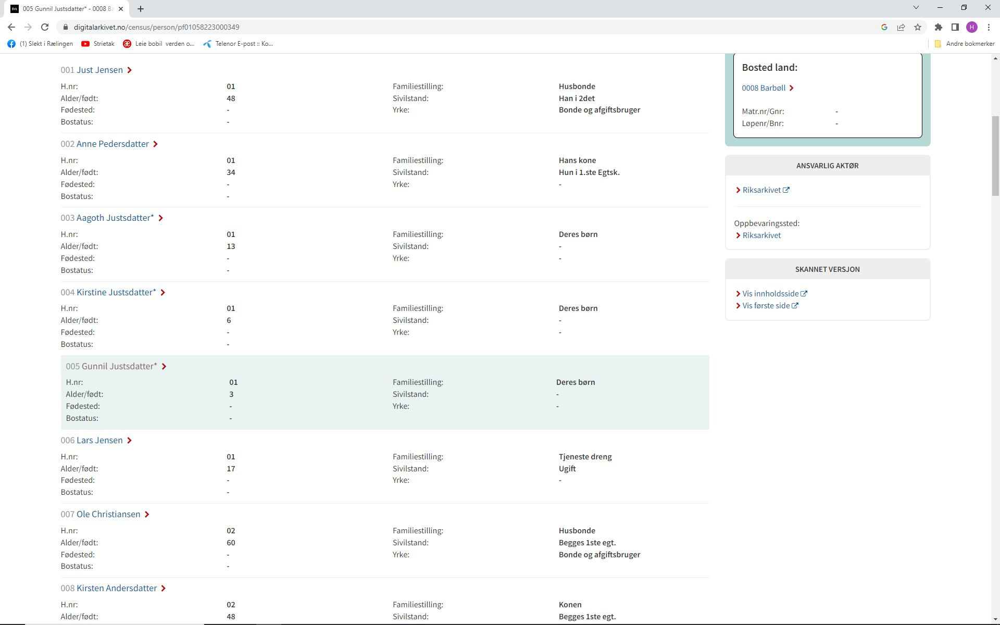 005 Gunnil Justsdatter* - 0008 Ba
digitalarkivet.no/census/person/pf01058223000349
(1) Slekt i Rælingen Strietak Leie bobil verden o... Telenor E-post :: Ko... Andre bokmerker
001 Just Jensen
H.nr: 01 Familiestilling: Husbonde
Alder/født: 48 Sivilstand: Han i 2det
Fødested: - Yrke: Bonde og afgiftsbruger
Bostatus: -
002 Anne Pedersdatter
H.nr: 01 Familiestilling: Hans kone
Alder/født: 34 Sivilstand: Hun i 1.ste Egtsk.
Fødested: - Yrke: -
Bostatus: -
003 Aagoth Justsdatter*
H.nr: 01 Familiestilling: Deres børn
Alder/født: 13 Sivilstand: -
Fødested: - Yrke: -
Bostatus: -
004 Kirstine Justsdatter*
H.nr: 01 Familiestilling: Deres børn
Alder/født: 6 Sivilstand: -
Fødested: - Yrke: -
Bostatus: -
005 Gunnil Justsdatter*
H.nr: 01 Familiestilling: Deres børn
Alder/født: 3 Sivilstand: -
Fødested: - Yrke: -
Bostatus: -
006 Lars Jensen
H.nr: 01 Familiestilling: Tjeneste dreng
Alder/født: 17 Sivilstand: Ugift
Fødested: - Yrke: -
Bostatus: -
007 Ole Christiansen
H.nr: 02 Familiestilling: Husbonde
Alder/født: 60 Sivilstand: Begges 1ste egt.
Fødested: - Yrke: Bonde og afgiftsbruger
Bostatus: -
008 Kirsten Andersdatter
H.nr: 02 Familiestilling: Konen
Alder/født: 48 Sivilstand: Begges 1ste egt.
Bosted land:
0008 Barbøll
Matr.nr/Gnr: -
Løpenr/Bnr: -
ANSVARLIG AKTØR
Riksarkivet
Oppbevaringssted:
Riksarkivet
SKANNET VERSJON
Vis innholdsside
Vis første side